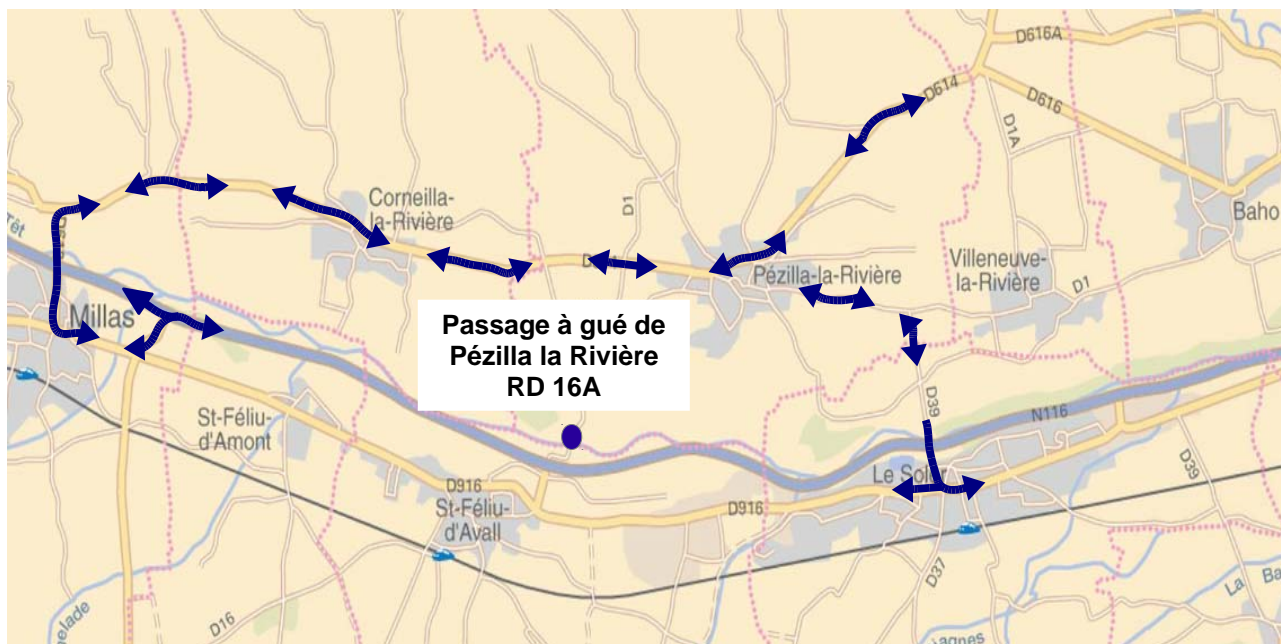 D616A
D614
D616
D1A
Baho
Corneilla-
la-Rivière
D1
Têt
Villeneuve-
la-Rivière
Pézilla-la-Rivière
D1
Millas
Passage à gué de
Pézilla la Rivière
RD 16A
D39
N116
St-Féliu-
d'Amont
Le Soler
D39
D916
D916
St-Féliu-
d'Avall
D37
D16
La Ba